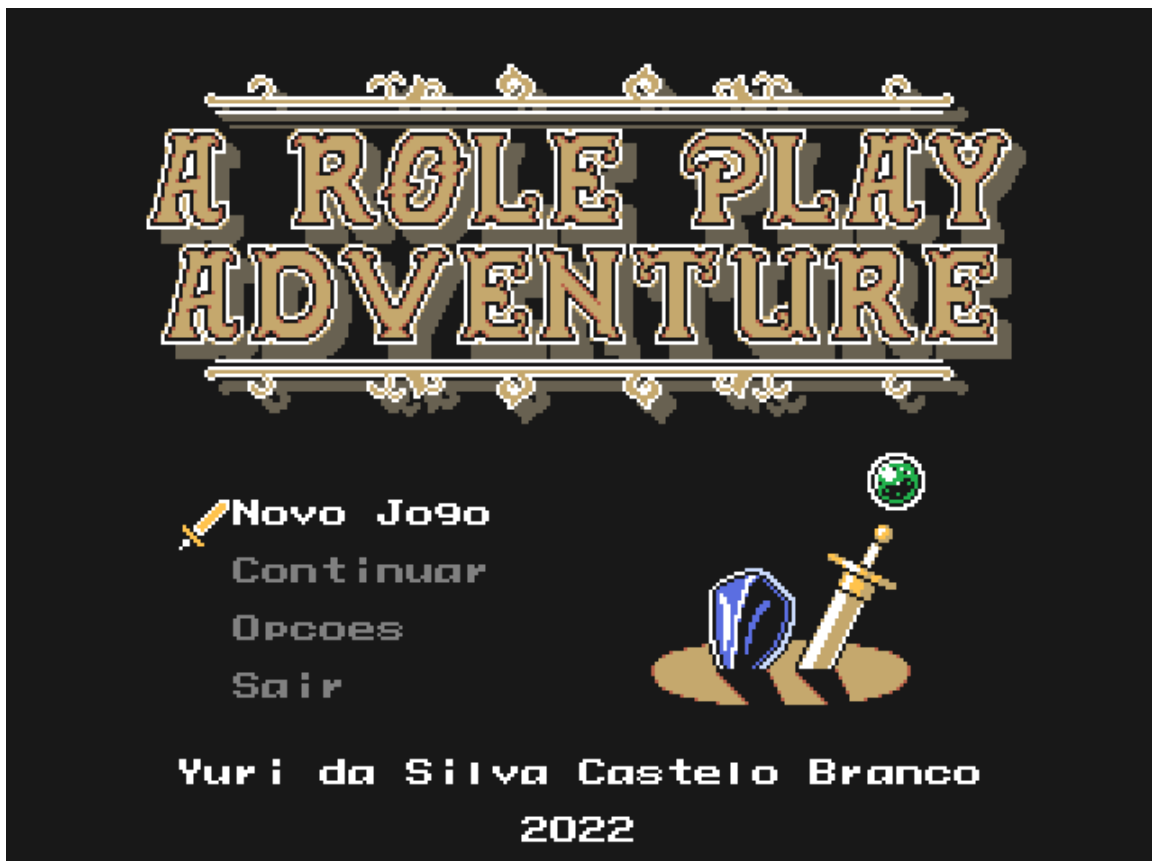 A ROLE PLAY
ADVENTURE
Novo Jogo
Continuar
Opcoes
Sair
Yuri da Silva Castelo Branco
2022